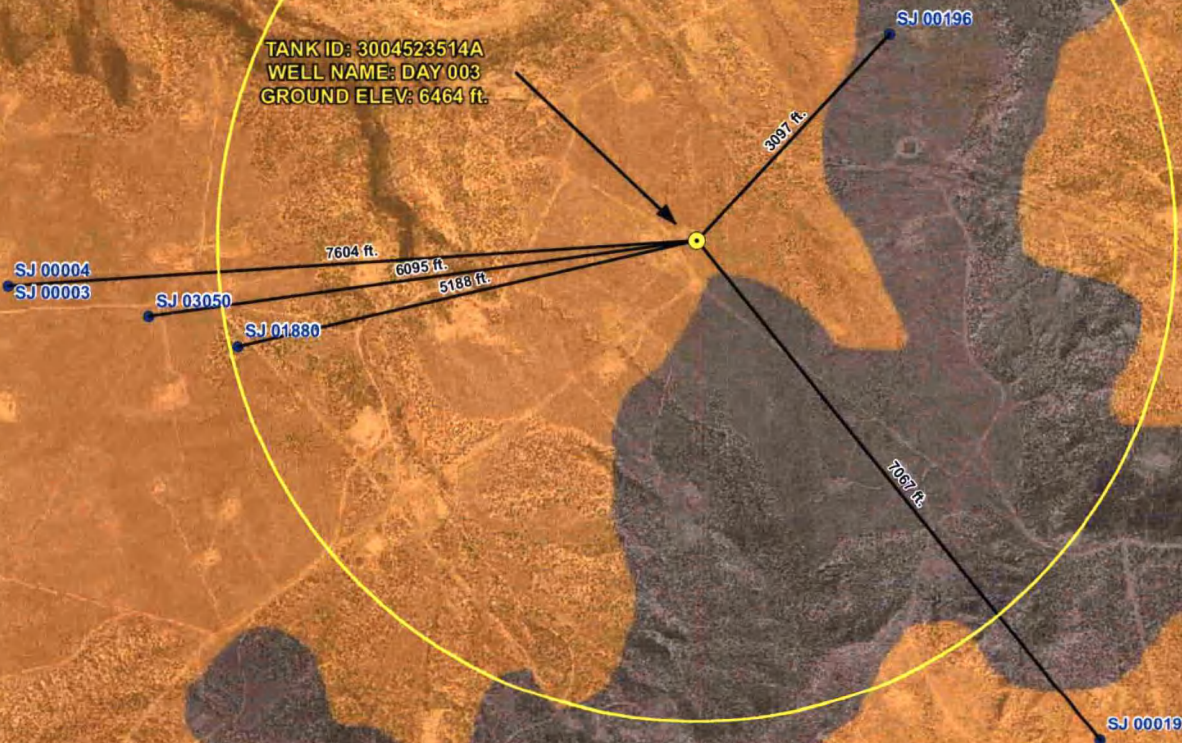 SJ 00196
TANK ID: 3004523514A
WELL NAME: DAY 003
GROUND ELEV: 6464 ft.
3097 ft.
7604 ft.
6095 ft.
5188 ft.
SJ 00004
SJ 00003
SJ 03050
SJ 01880
7067 ft.
SJ 00019